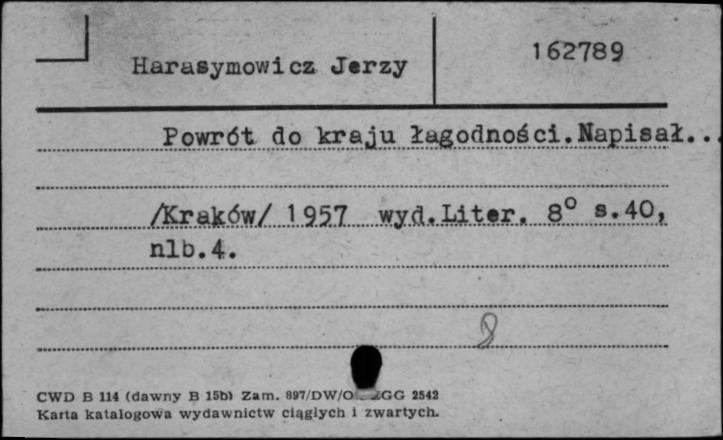 Harasymowicz Jerzy
162789
Powrót do kraju łagodności.Napisał...
/Kraków/ 1957 wyd.Liter. 8° s.40,
nlb.4.
8
CWD B 114 (dawny B 15b) Zam. 897/DW/O GG 2542
Karta katalogowa wydawnictw ciągłych i zwartych.